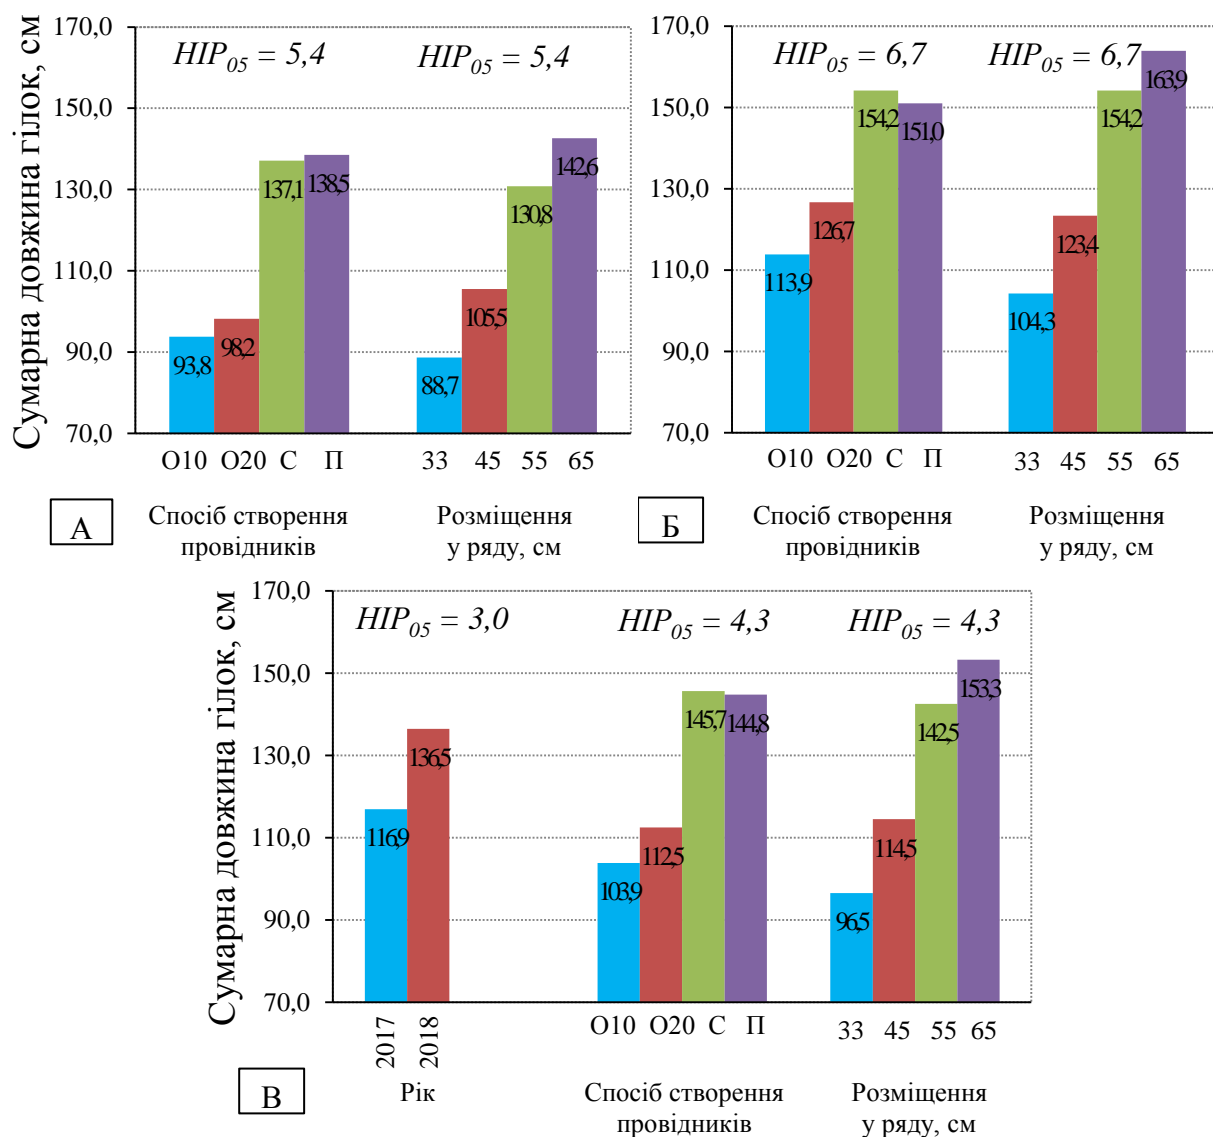 Сумарна довжина гілок, см
170,0
150,0
130,0
110,0
90,0
70,0
НІР05 = 5,4
НІР05 = 5,4
93,8
98,2
137,1
138,5
88,7
105,5
130,8
142,6
О10 О20 С П
33 45 55 65
А
Спосіб створення
провідників
Розміщення
у ряду, см
170,0
150,0
130,0
110,0
90,0
70,0
НІР05 = 6,7
НІР05 = 6,7
113,9
126,7
154,2
151,0
104,3
123,4
154,2
163,9
О10 О20 С П
33 45 55 65
Б
Спосіб створення
провідників
Розміщення
у ряду, см
Сумарна довжина гілок, см
170,0
150,0
130,0
110,0
90,0
70,0
НІР05 = 3,0
НІР05 = 4,3
НІР05 = 4,3
116,9
136,5
103,9
112,5
145,7
144,8
96,5
114,5
142,5
153,3
2017
2018
О10 О20 С П
33 45 55 65
В
Рік
Спосіб створення
провідників
Розміщення
у ряду, см